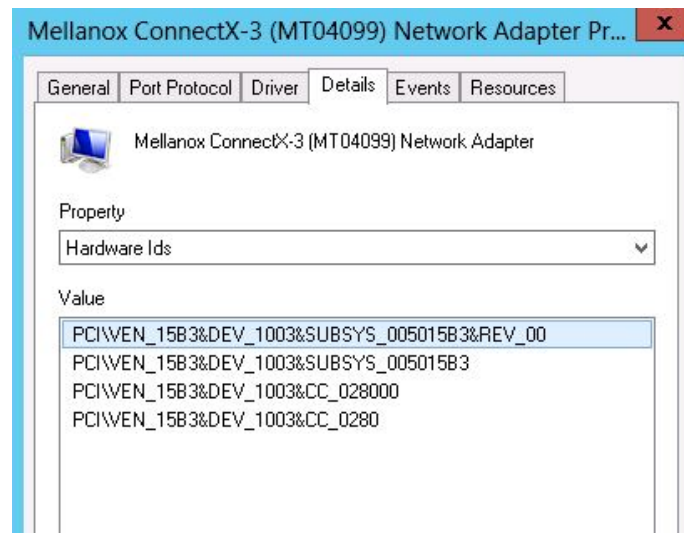 Mellanox ConnectX-3 (MT04099) Network Adapter Pr... x
General Port Protocol Driver Details Events Resources
Mellanox ConnectX-3 (MT04099) Network Adapter
Property
Hardware Ids
Value
PCI\VEN_15B3&DEV_1003&SUBSYS_005015B3&REV_00
PCI\VEN_15B3&DEV_1003&SUBSYS_005015B3
PCI\VEN_15B3&DEV_1003&CC_028000
PCI\VEN_15B3&DEV_1003&CC_0280